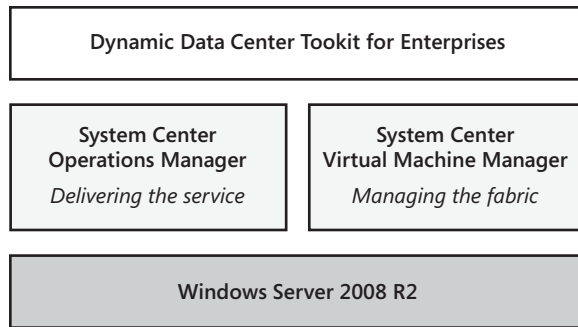 Dynamic Data Center Tookit for Enterprises
System Center
Operations Manager
Delivering the service
System Center
Virtual Machine Manager
Managing the fabric
Windows Server 2008 R2